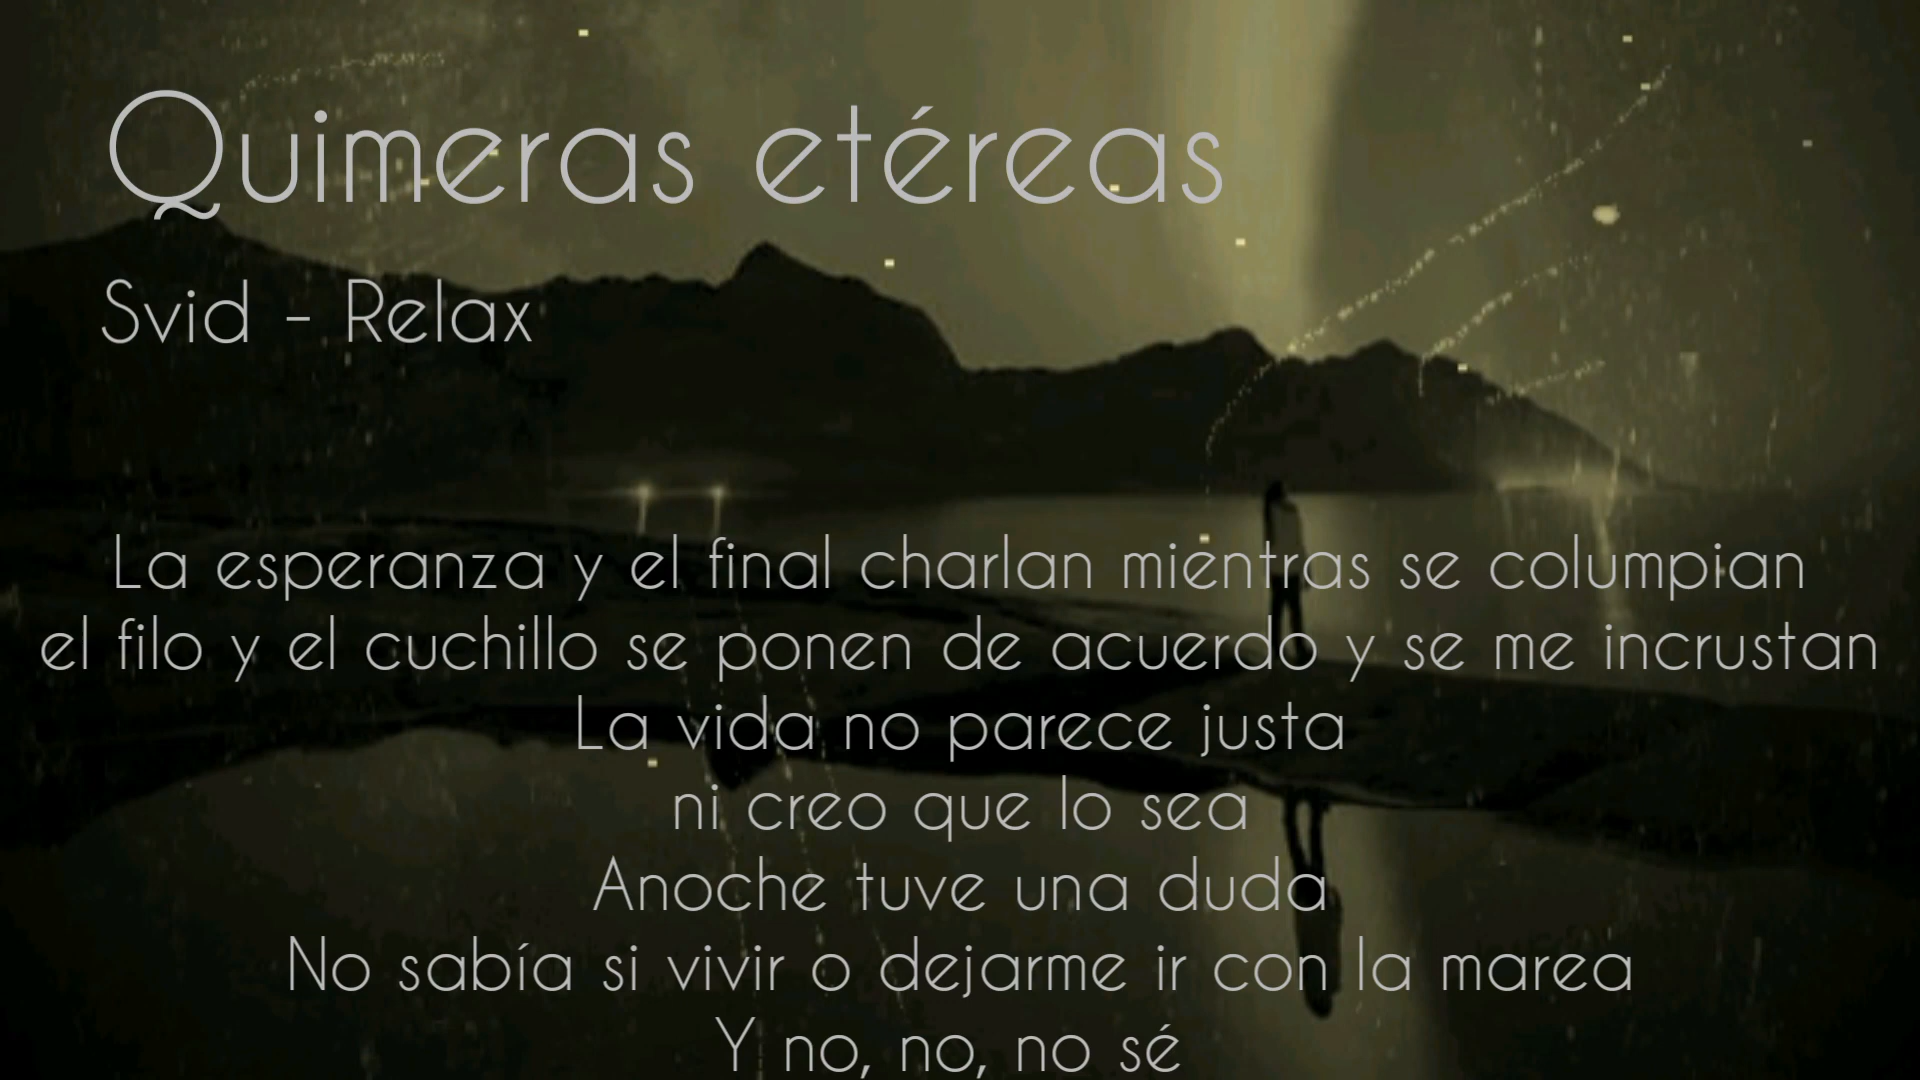 Quimeras etéreas
Svid - Relax
La esperanza y el final charlan mientras se columpian
el filo y el cuchillo se ponen de acuerdo y se me incrustan
La vida no parece justa
ni creo que lo sea
Anoche tuve una duda
No sabía si vivir o dejarme ir con la marea
Y no, no, no sé